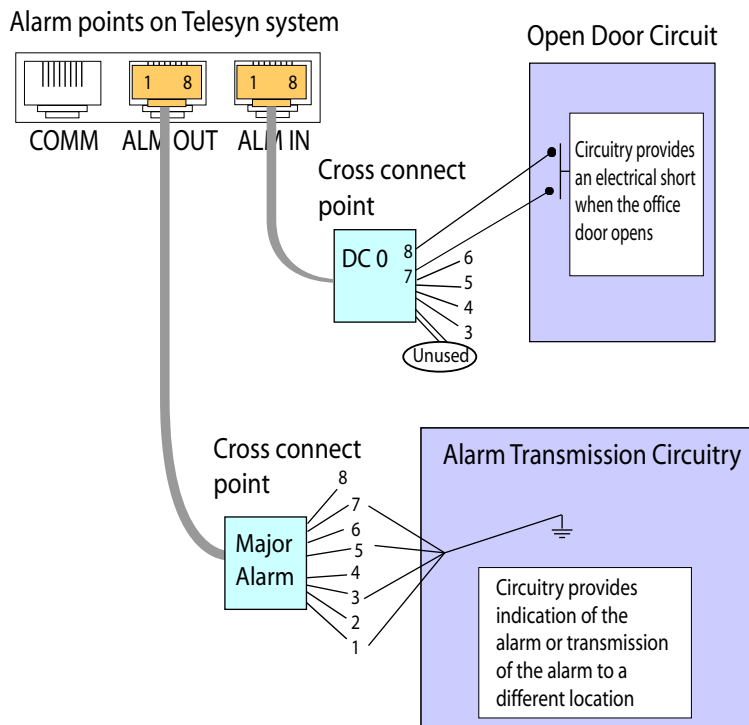 Alarm points on Telesyn system
1 8
1 8
COMM
ALM OUT
ALM IN
Open Door Circuit
Circuitry provides
an electrical short
when the office
door opens
Cross connect
point
DC 0
8
7
6
5
4
3
Unused
Cross connect
point
Major
Alarm
8
7
6
5
4
3
2
1
Alarm Transmission Circuitry
Circuitry provides
indication of the
alarm or transmission
of the alarm to a
different location